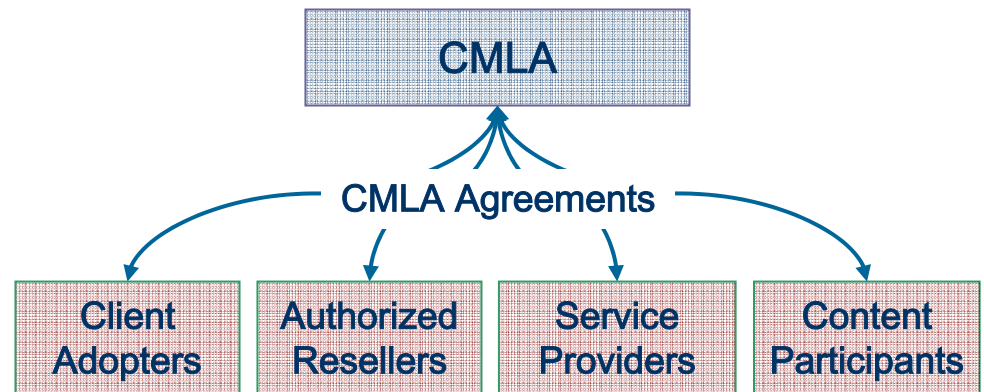 CMLA
CMLA Agreements
Client
Adopters
Authorized
Resellers
Service
Providers
Content
Participants